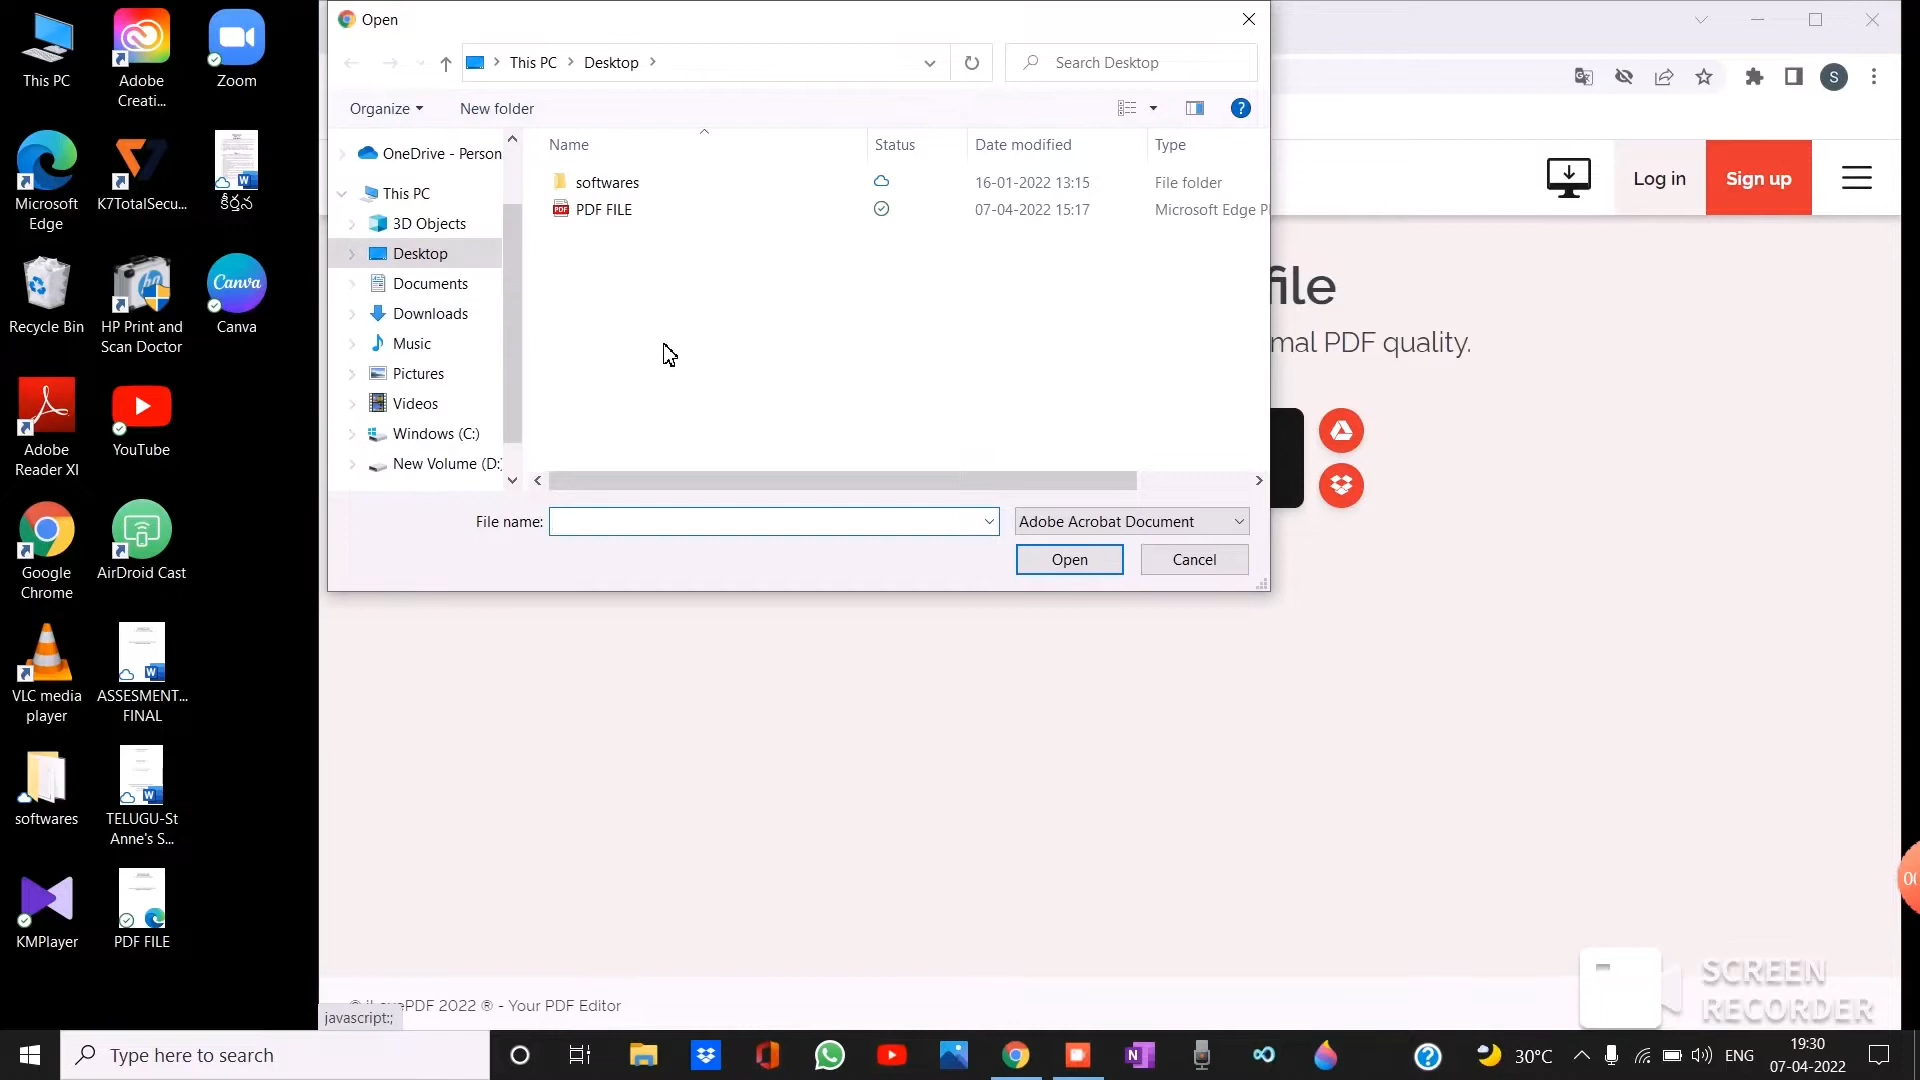 This PC
Adobe
Creati...
Zoom
Microsoft
Edge
K7TotalSecu...
కీర్తన
Recycle Bin
HP Print and
Scan Doctor
Canva
Canva
Adobe
Reader XI
YouTube
Google
Chrome
AirDroid Cast
VLC media
player
ASSESMENT...
FINAL
softwares
TELUGU-St
Anne's S...
KMPlayer
PDF FILE
Open
This PC
Desktop
Search Desktop
Organize
New folder
Name
Status
Date modified
Type
OneDrive - Person
This PC
3D Objects
Desktop
Documents
Downloads
Music
Pictures
Videos
Windows (C:)
New Volume (D:)
softwares
16-01-2022 13:15
File folder
PDF FILE
07-04-2022 15:17
Microsoft Edge P
File name:
Adobe Acrobat Document
Open
Cancel
S
Log in
Sign up
file
mal PDF quality.
PDF 2022 ® - Your PDF Editor
javascript:;
SCREEN
RECORDER
Type here to search
30°C
ENG
19:30
07-04-2022